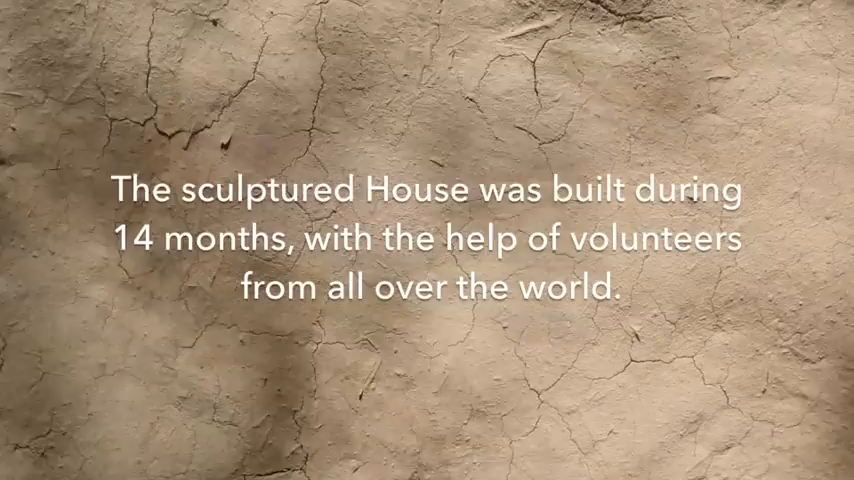 The sculptured House was built during
14 months, with the help of volunteers
from all over the world.